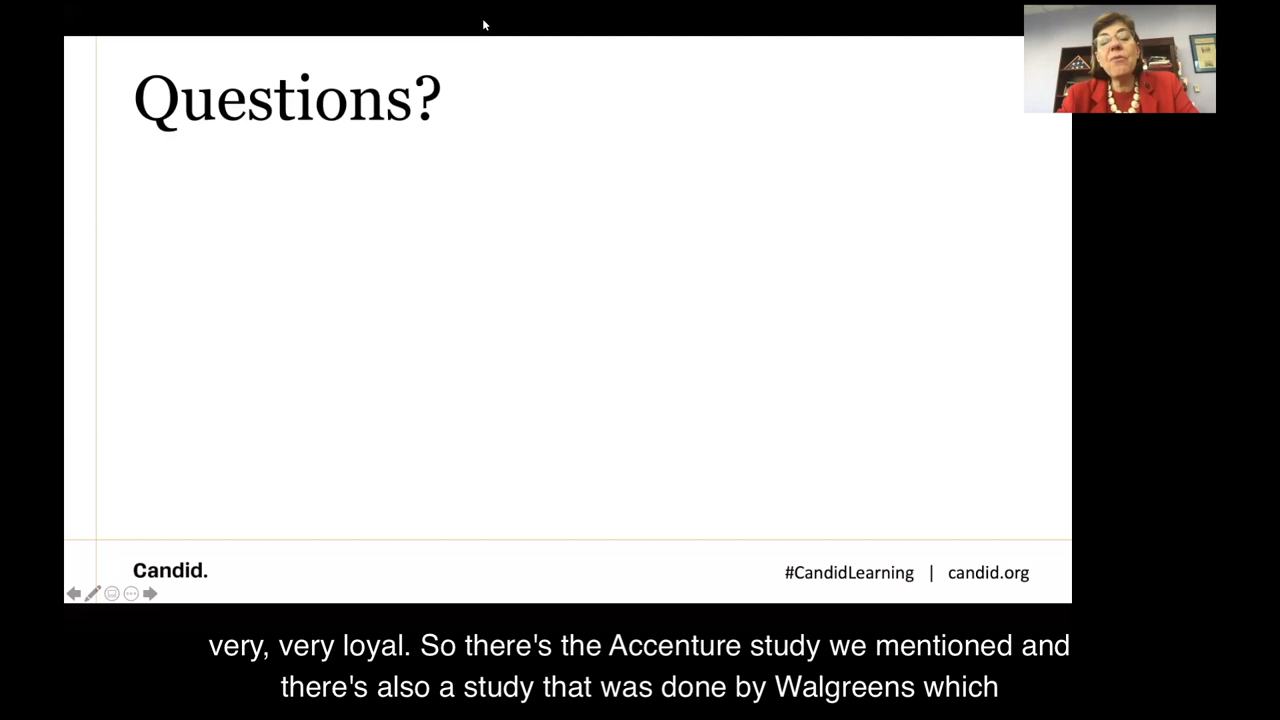 Questions?
Candid.
#CandidLearning | candid.org
very, very loyal. So there's the Accenture study we mentioned and
there's also a study that was done by Walgreens which